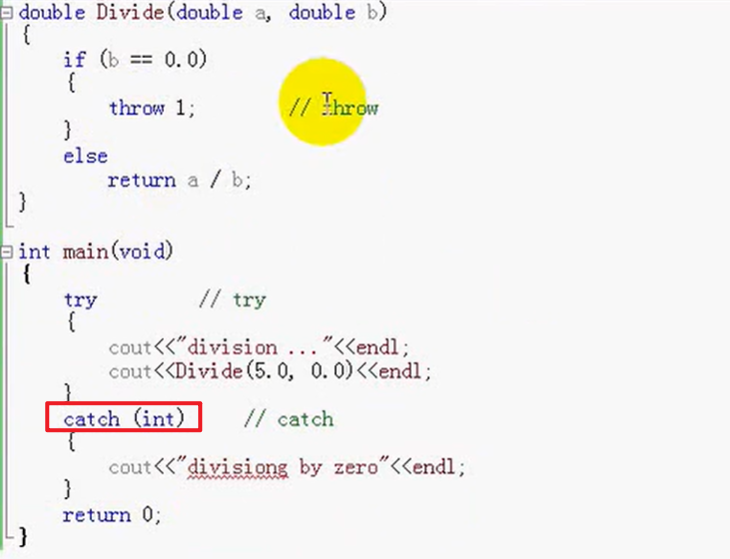 double Divide(double a, double b)
{
if (b == 0.0)
{
throw 1; // throw
}
else
return a / b;
}
int main(void)
{
try // try
{
cout<<"division ..."<<endl;
cout<<Divide(5.0, 0.0)<<endl;
}
catch (int) // catch
{
cout<<"divisiong by zero"<<endl;
}
return 0;
}